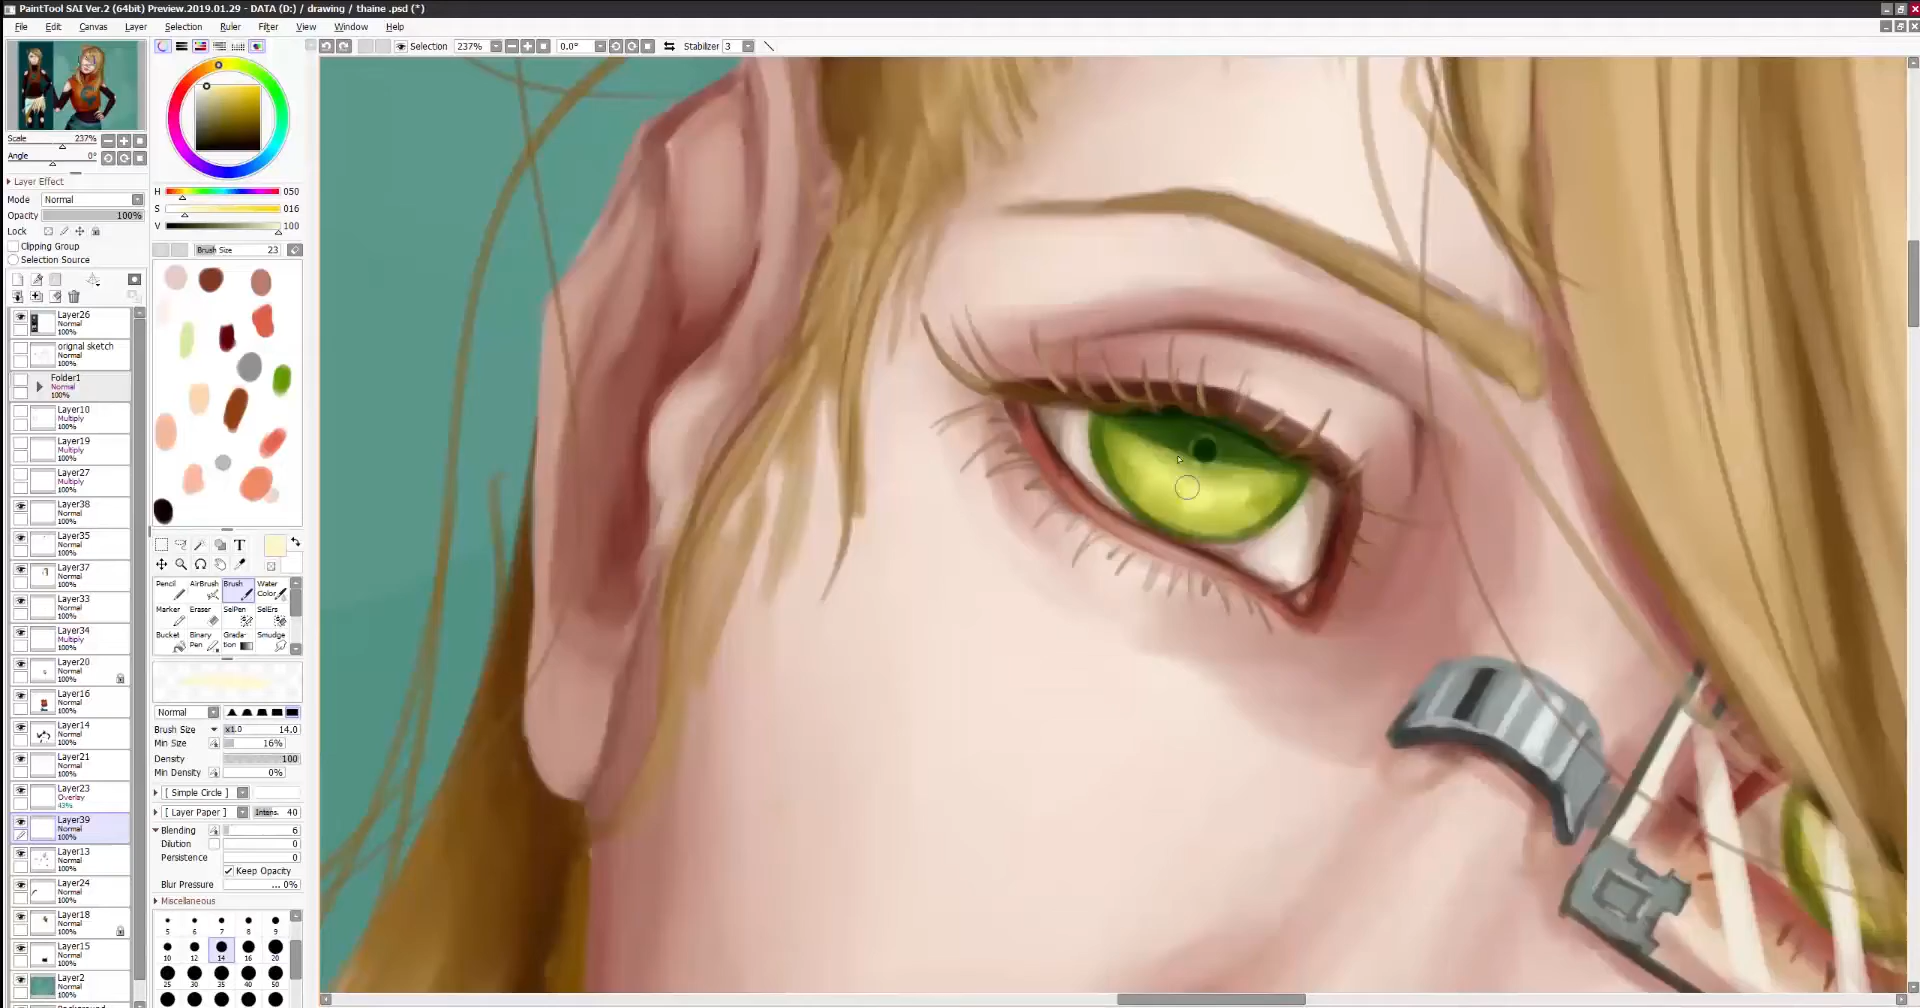 PaintTool SAI Ver.2 (64bit) Preview.2019.01.29 - DATA (D:) / drawing / thaine .psd (*)
File Edit Canvas Layer Selection Ruler Filter View Window Help
Selection 237% 0.0° Stabilizer 3
Scale 237%
Angle 0°
Layer Effect
Mode Normal
Opacity 100%
Lock
Clipping Group
Selection Source
Layer26
Normal
100%
orignal sketch
Normal
100%
Folder1
Normal
100%
Layer10
Multiply
100%
Layer19
Multiply
100%
Layer27
Multiply
100%
Layer38
Normal
100%
Layer35
Normal
100%
Layer37
Normal
100%
Layer33
Normal
100%
Layer34
Multiply
100%
Layer20
Normal
100%
Layer16
Normal
100%
Layer14
Normal
100%
Layer21
Normal
100%
Layer23
Overlay
43%
Layer39
Normal
100%
Layer13
Normal
100%
Layer24
Normal
100%
Layer18
Normal
100%
Layer15
Normal
100%
Layer2
Normal
100%
H 050
S 016
V 100
Brush Size 23
T
Pencil AirBrush Brush Water Color
Marker Eraser SelPen SelErs
Bucket Binary Pen Gradation Smudge
Normal
Brush Size x1.0 14.0
Min Size 16%
Density 100
Min Density 0%
[ Simple Circle ]
[ Layer Paper ] Intens. 40
Blending 6
Dilution 0
Persistence 0
Keep Opacity
Blur Pressure ... 0%
Miscellaneous
5 6 7 8 9
10 12 14 16 20
25 30 35 40 50